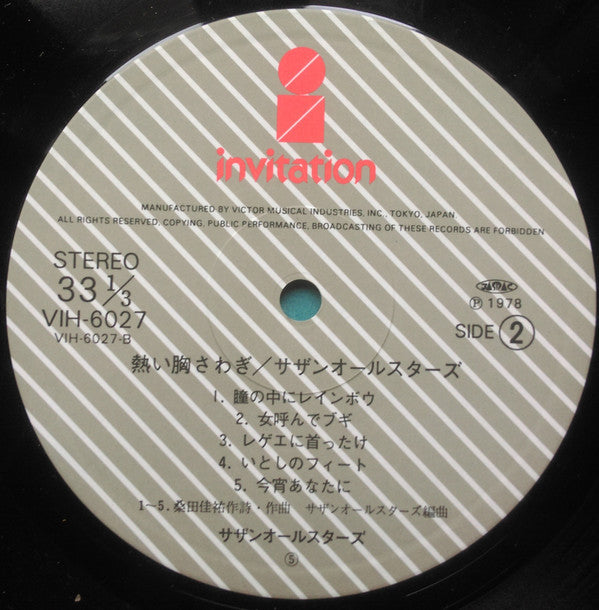 invitation
MANUFACTURED BY VICTOR MUSICAL INDUSTRIES, INC., TOKYO, JAPAN,
ALL RIGHTS RESERVED, COPYING, PUBLIC PERFORMANCE, BROADCASTING OF THESE RECORDS ARE FORBIDDEN
STEREO
33 1/3
VIH-6027
VIH-6027-B
JASRAC
Ⓟ 1978
SIDE ②
熱い胸さわぎ/サザンオールスターズ
1. 瞳の中にレインボウ
2. 女呼んでブギ
3. レゲエに首ったけ
4. いとしのフィート
5. 今宵あなたに
1〜5. 桑田佳祐作詩・作曲 サザンオールスターズ編曲
サザンオールスターズ
⑤